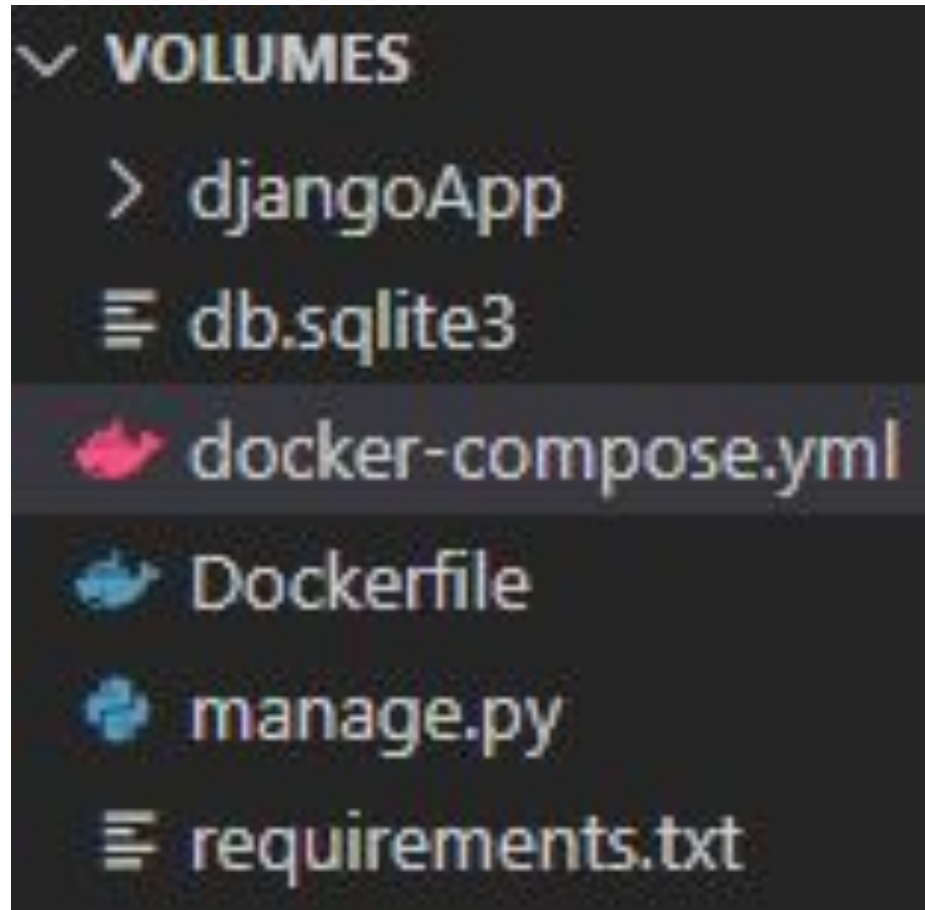 VOLUMES
djangoApp
db.sqlite3
docker-compose.yml
Dockerfile
manage.py
requirements.txt